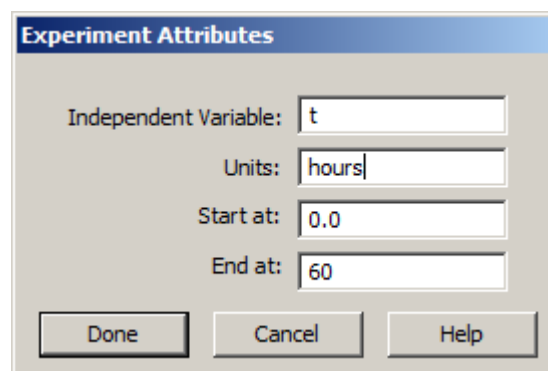 Experiment Attributes
Independent Variable: t
Units: hours
Start at: 0.0
End at: 60
Done Cancel Help